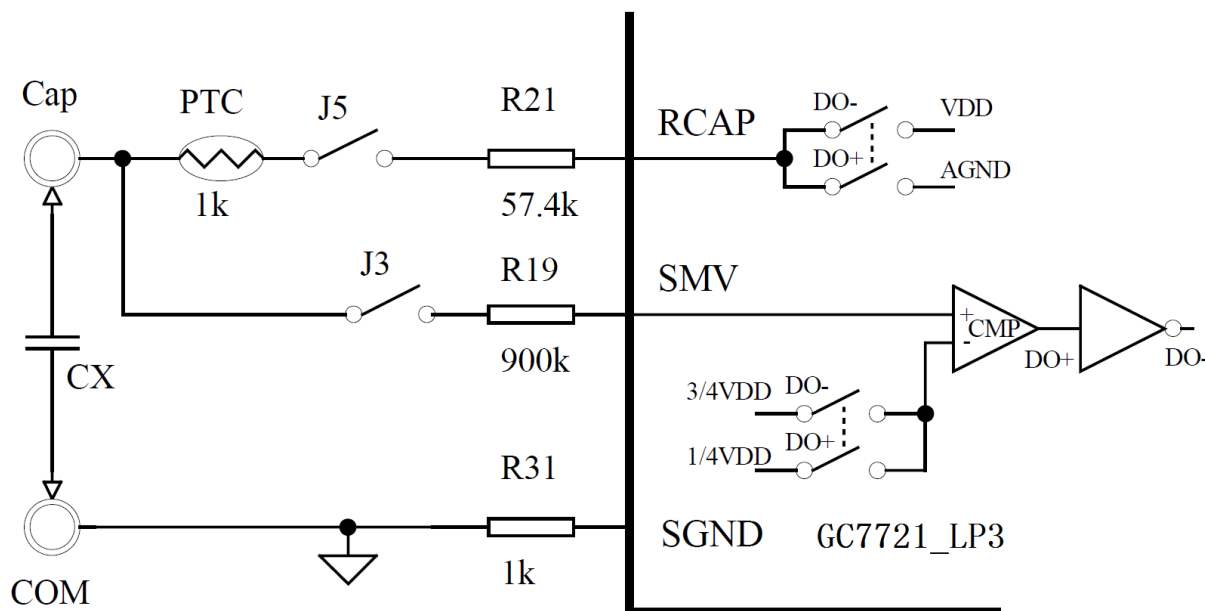 Cap
PTC
J5
R21
RCAP
DO-
VDD
DO+
AGND
1k
57.4k
J3
R19
SMV
+
CMP
-
DO+
DO-
CX
900k
3/4VDD
DO-
1/4VDD
DO+
R31
SGND
GC7721_LP3
COM
1k